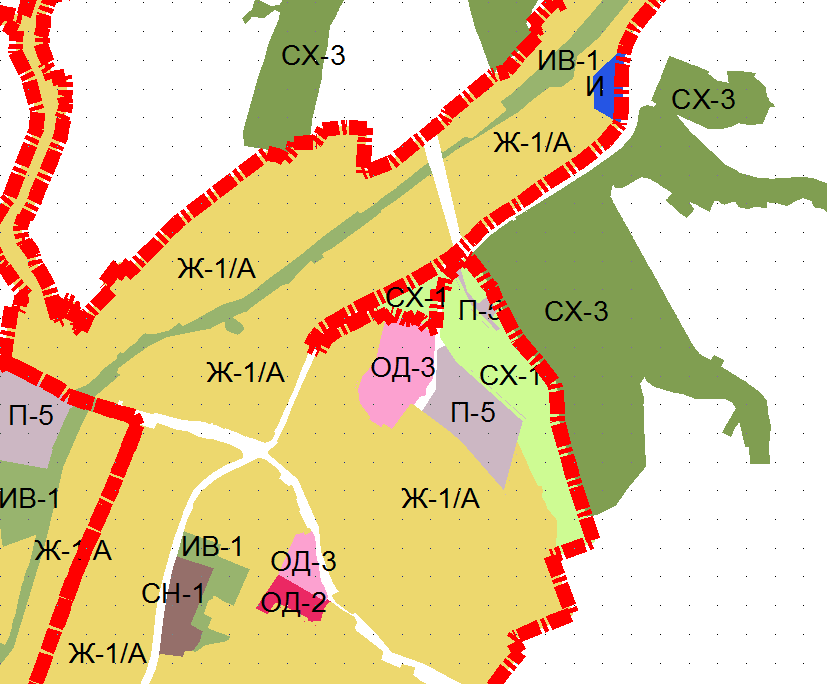 СХ-3
ИВ-1
И
СХ-3
Ж-1/А
Ж-1/А
СХ-1
П-5
СХ-3
Ж-1/А
ОД-3
СХ-1
П-5
П-5
ИВ-1
Ж-1/А
Ж-1/А
ИВ-1
ОД-3
СН-1
ОД-2
Ж-1/А